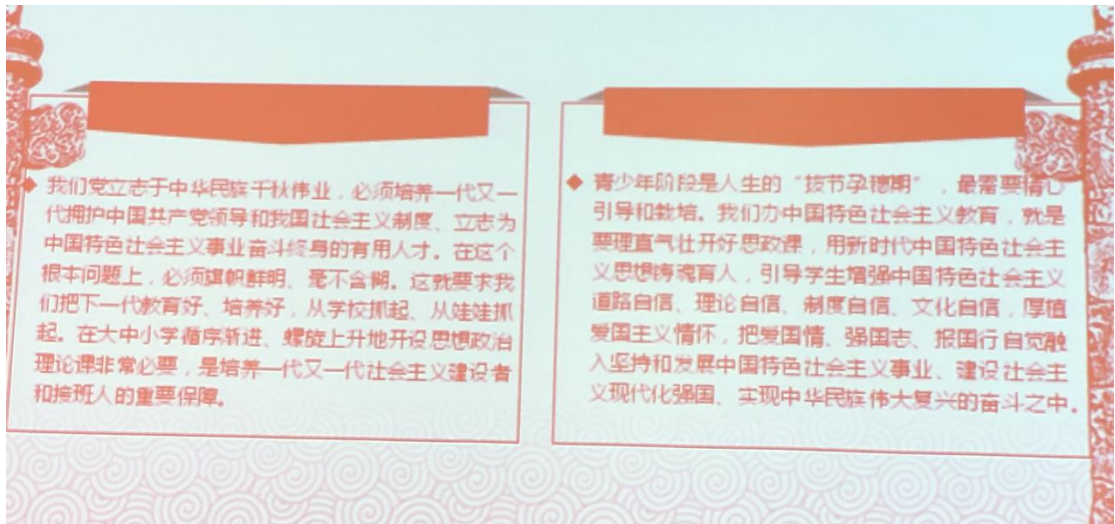 ◆ 我们党立志于中华民族千秋伟业，必须培养一代又一
代拥护中国共产党领导和我国社会主义制度、立志为
中国特色社会主义事业奋斗终身的有用人才。在这个
根本问题上，必须旗帜鲜明、毫不含糊。这就要求我
们把下一代教育好、培养好，从学校抓起、从娃娃抓
起。在大中小学循序渐进、螺旋上升地开设思想政治
理论课非常必要，是培养一代又一代社会主义建设者
和接班人的重要保障。
◆ 青少年阶段是人生的“拔节孕穗期”，最需要精心
引导和栽培。我们办中国特色社会主义教育，就是
要理直气壮开好思政课，用新时代中国特色社会主
义思想铸魂育人，引导学生增强中国特色社会主义
道路自信、理论自信、制度自信、文化自信，厚植
爱国主义情怀，把爱国情、强国志、报国行自觉融
入坚持和发展中国特色社会主义事业、建设社会主
义现代化强国、实现中华民族伟大复兴的奋斗之中。